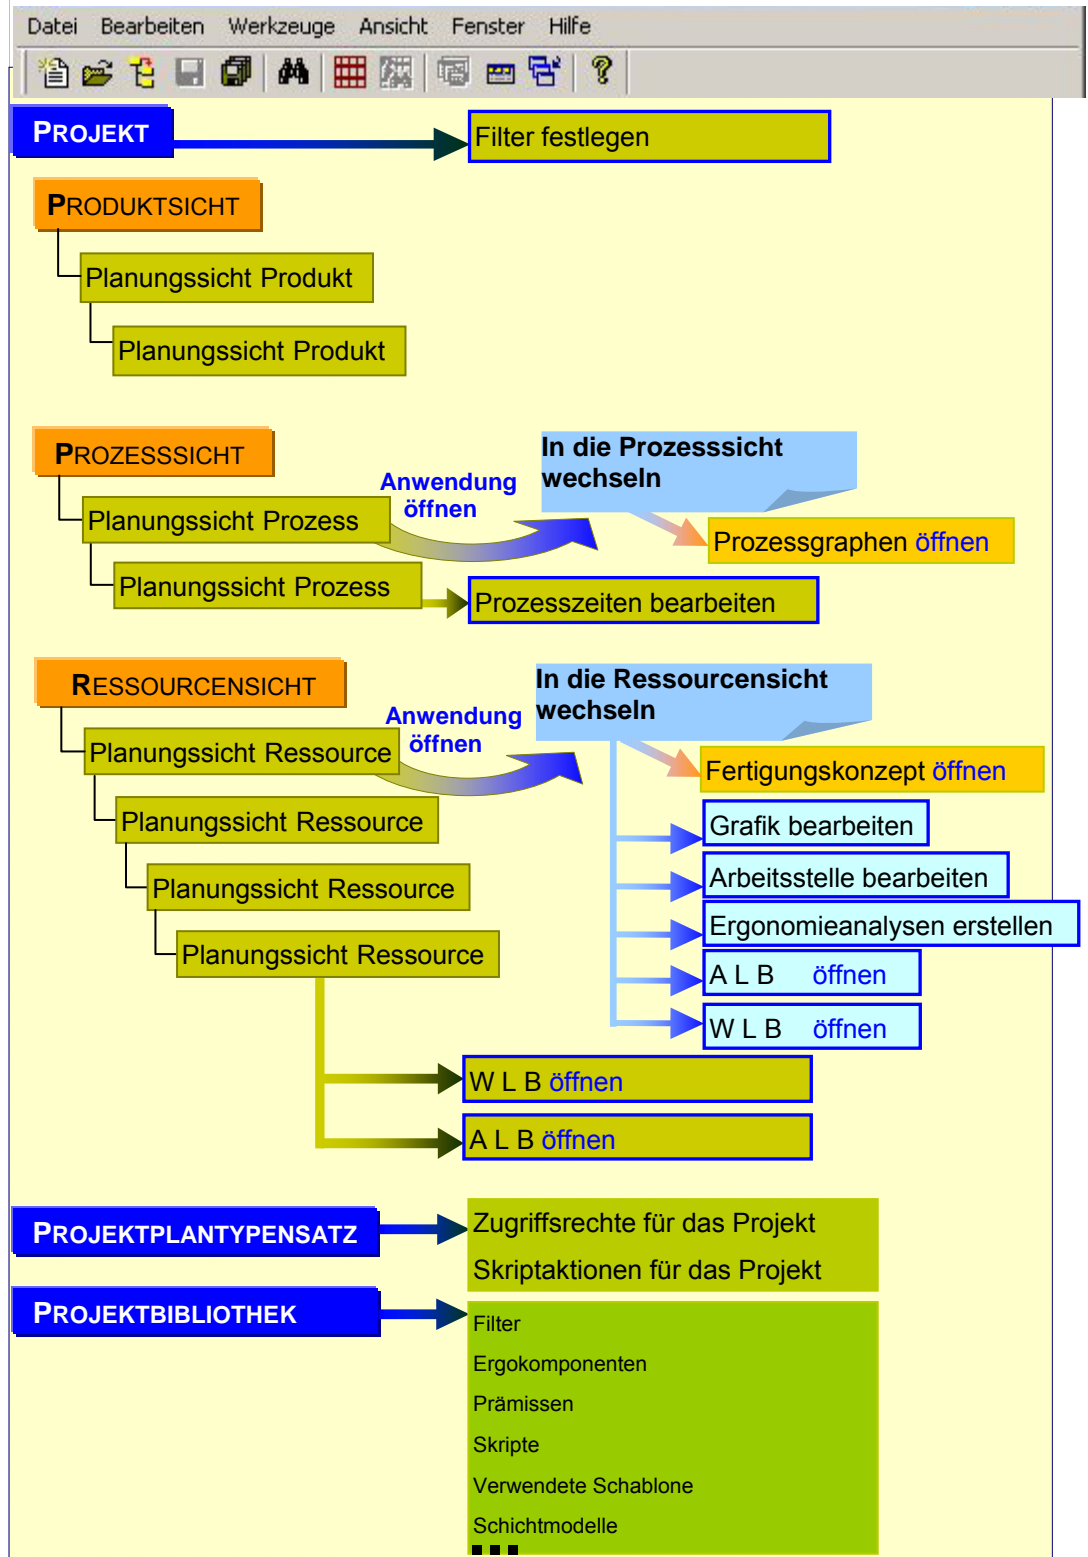 Datei Bearbeiten Werkzeuge Ansicht Fenster Hilfe
PROJEKT
Filter festlegen
PRODUKTSICHT
Planungssicht Produkt
Planungssicht Produkt
PROZESSSICHT
In die Prozesssicht
wechseln
Anwendung
öffnen
Planungssicht Prozess
Prozessgraphen öffnen
Planungssicht Prozess
Prozesszeiten bearbeiten
RESSOURCENSICHT
In die Ressourcensicht
wechseln
Anwendung
öffnen
Planungssicht Ressource
Fertigungskonzept öffnen
Planungssicht Ressource
Grafik bearbeiten
Planungssicht Ressource
Arbeitsstelle bearbeiten
Ergonomieanalysen erstellen
Planungssicht Ressource
A L B öffnen
W L B öffnen
W L B öffnen
A L B öffnen
PROJEKTPLANTYPENSATZ
Zugriffsrechte für das Projekt
Skriptaktionen für das Projekt
PROJEKTBIBLIOTHEK
Filter
Ergokomponenten
Prämissen
Skripte
Verwendete Schablone
Schichtmodelle
...